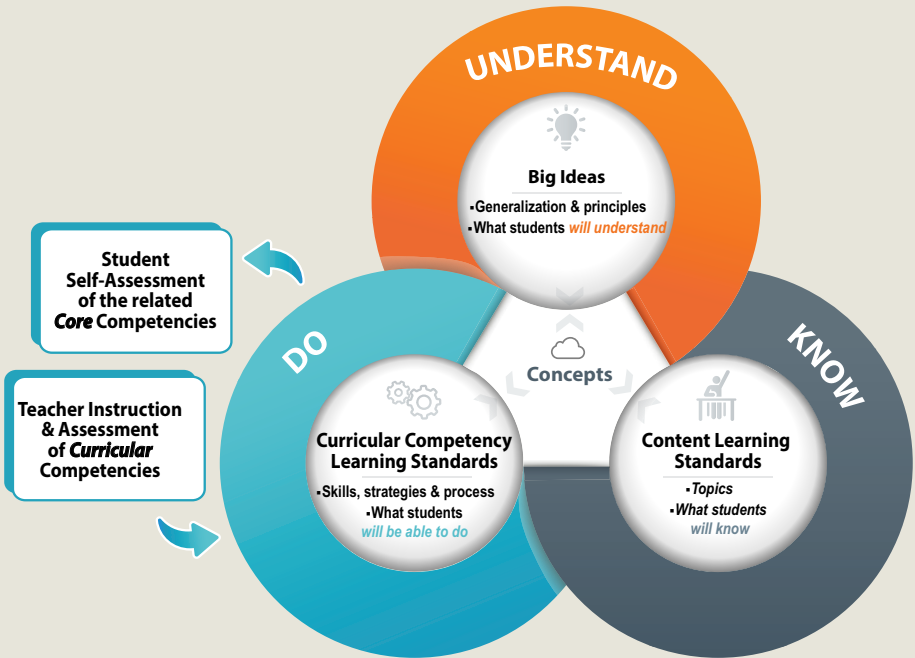 UNDERSTAND
Big Ideas
▪Generalization & principles
▪What students will understand
Student
Self-Assessment
of the related
Core Competencies
DO
KNOW
Concepts
Teacher Instruction
& Assessment
of Curricular
Competencies
Curricular Competency
Learning Standards
▪Skills, strategies & process
▪What students
will be able to do
Content Learning
Standards
▪Topics
▪What students
will know